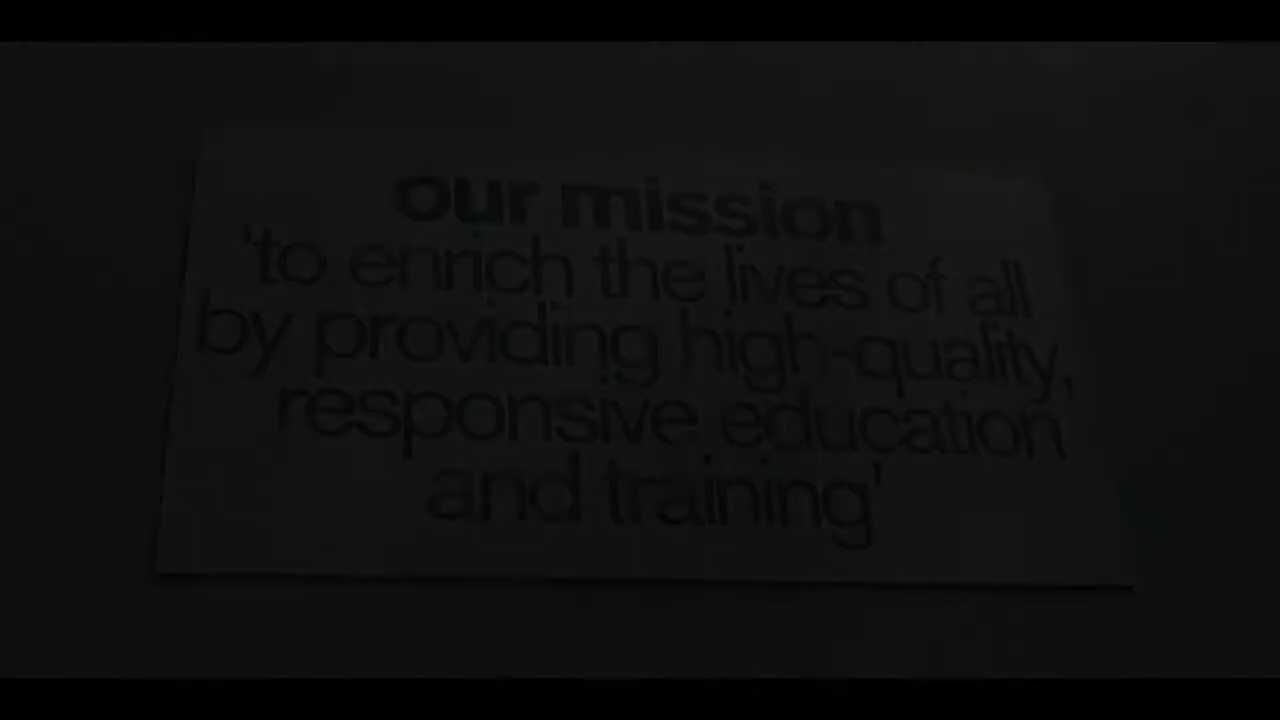 our mission
'to enrich the lives of all
by providing high-quality,
responsive education
and training'